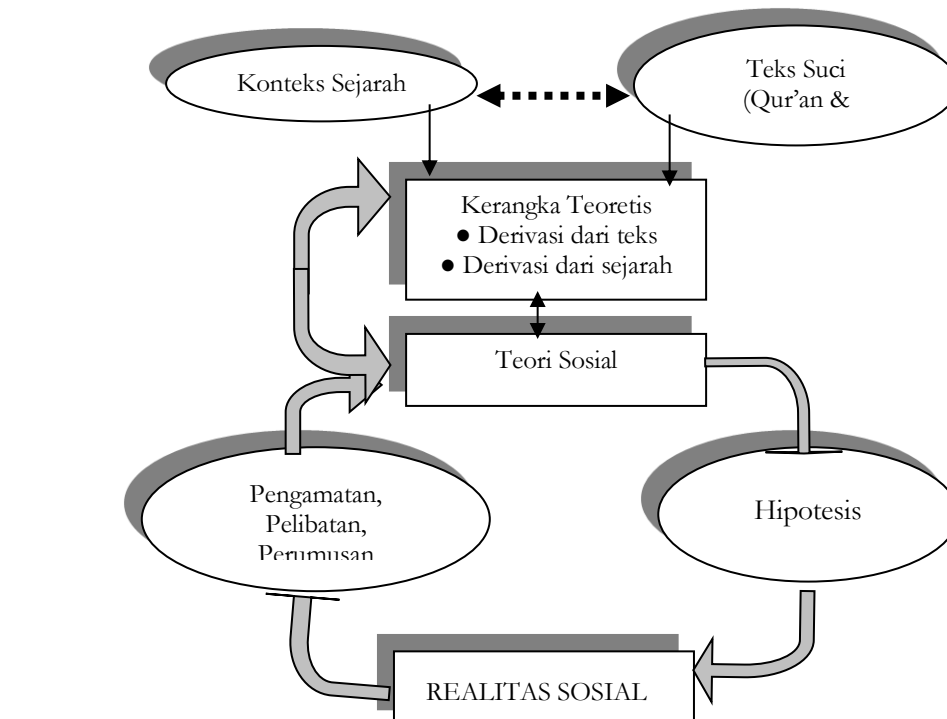 Konteks Sejarah
Teks Suci
(Qur'an &
Kerangka Teoretis
● Derivasi dari teks
● Derivasi dari sejarah
Teori Sosial
Pengamatan,
Pelibatan,
Perumusan
Hipotesis
REALITAS SOSIAL